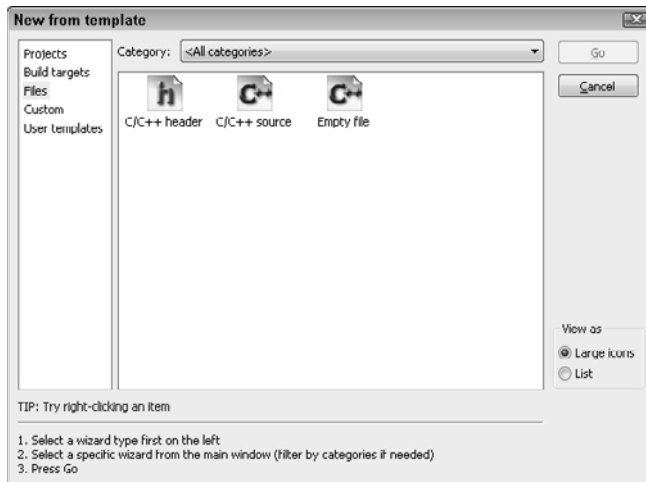 New from template
Projects
Build targets
Files
Custom
User templates
Category: <All categories>
Go
Cancel
h
C++
C++
C/C++ header
C/C++ source
Empty file
View as
Large icons
List
TIP: Try right-clicking an item
1. Select a wizard type first on the left
2. Select a specific wizard from the main window (filter by categories if needed)
3. Press Go